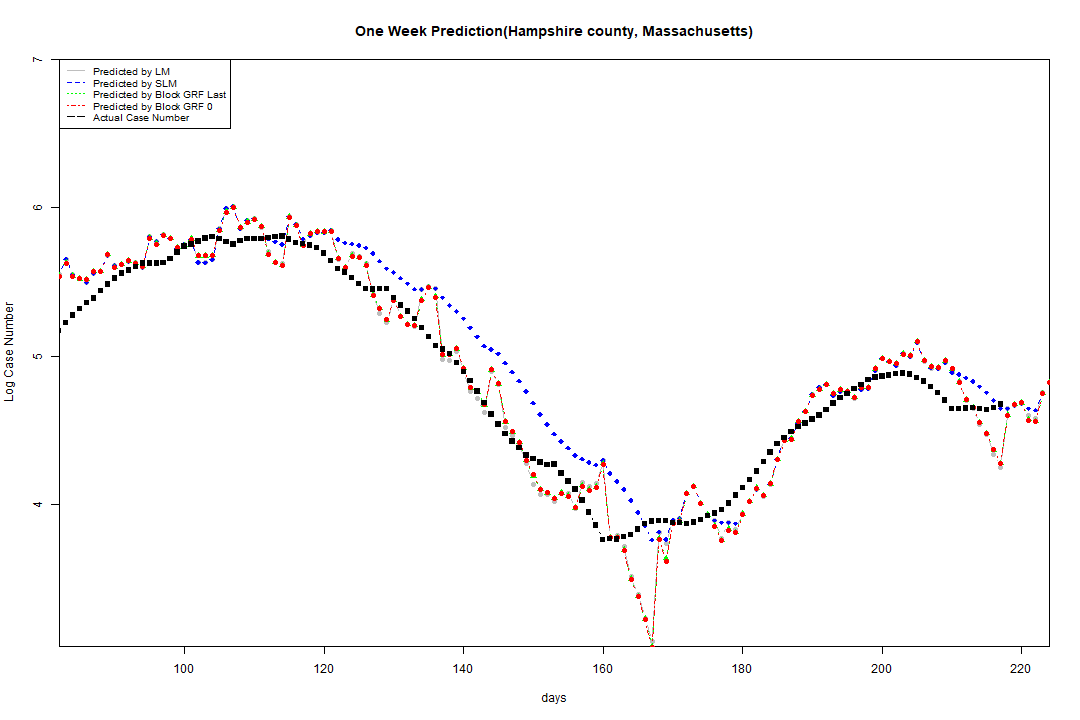 One Week Prediction(Hampshire county, Massachusetts)
Predicted by LM
Predicted by SLM
Predicted by Block GRF Last
Predicted by Block GRF 0
Actual Case Number
7
6
5
4
Log Case Number
100 120 140 160 180 200 220
days